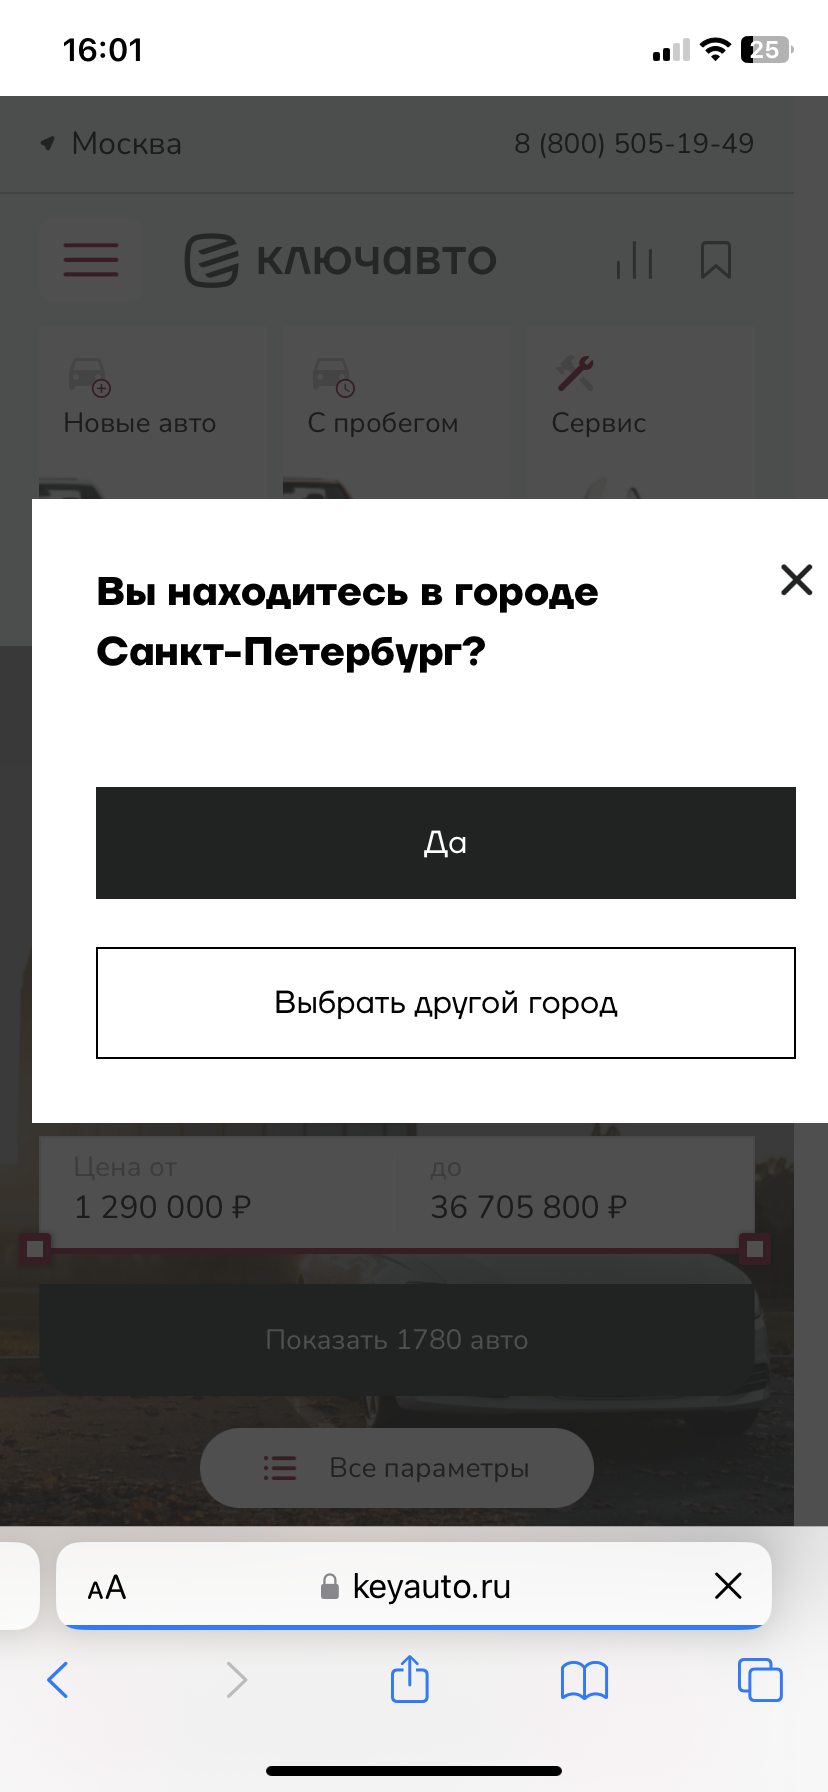 16:01
25
Москва
8 (800) 505-19-49
ключавто
Новые авто
С пробегом
Сервис
Вы находитесь в городе
Санкт-Петербург?
Да
Выбрать другой город
Цена от
до
1 290 000 ₽
36 705 800 ₽
Показать 1780 авто
Все параметры
AA
keyauto.ru